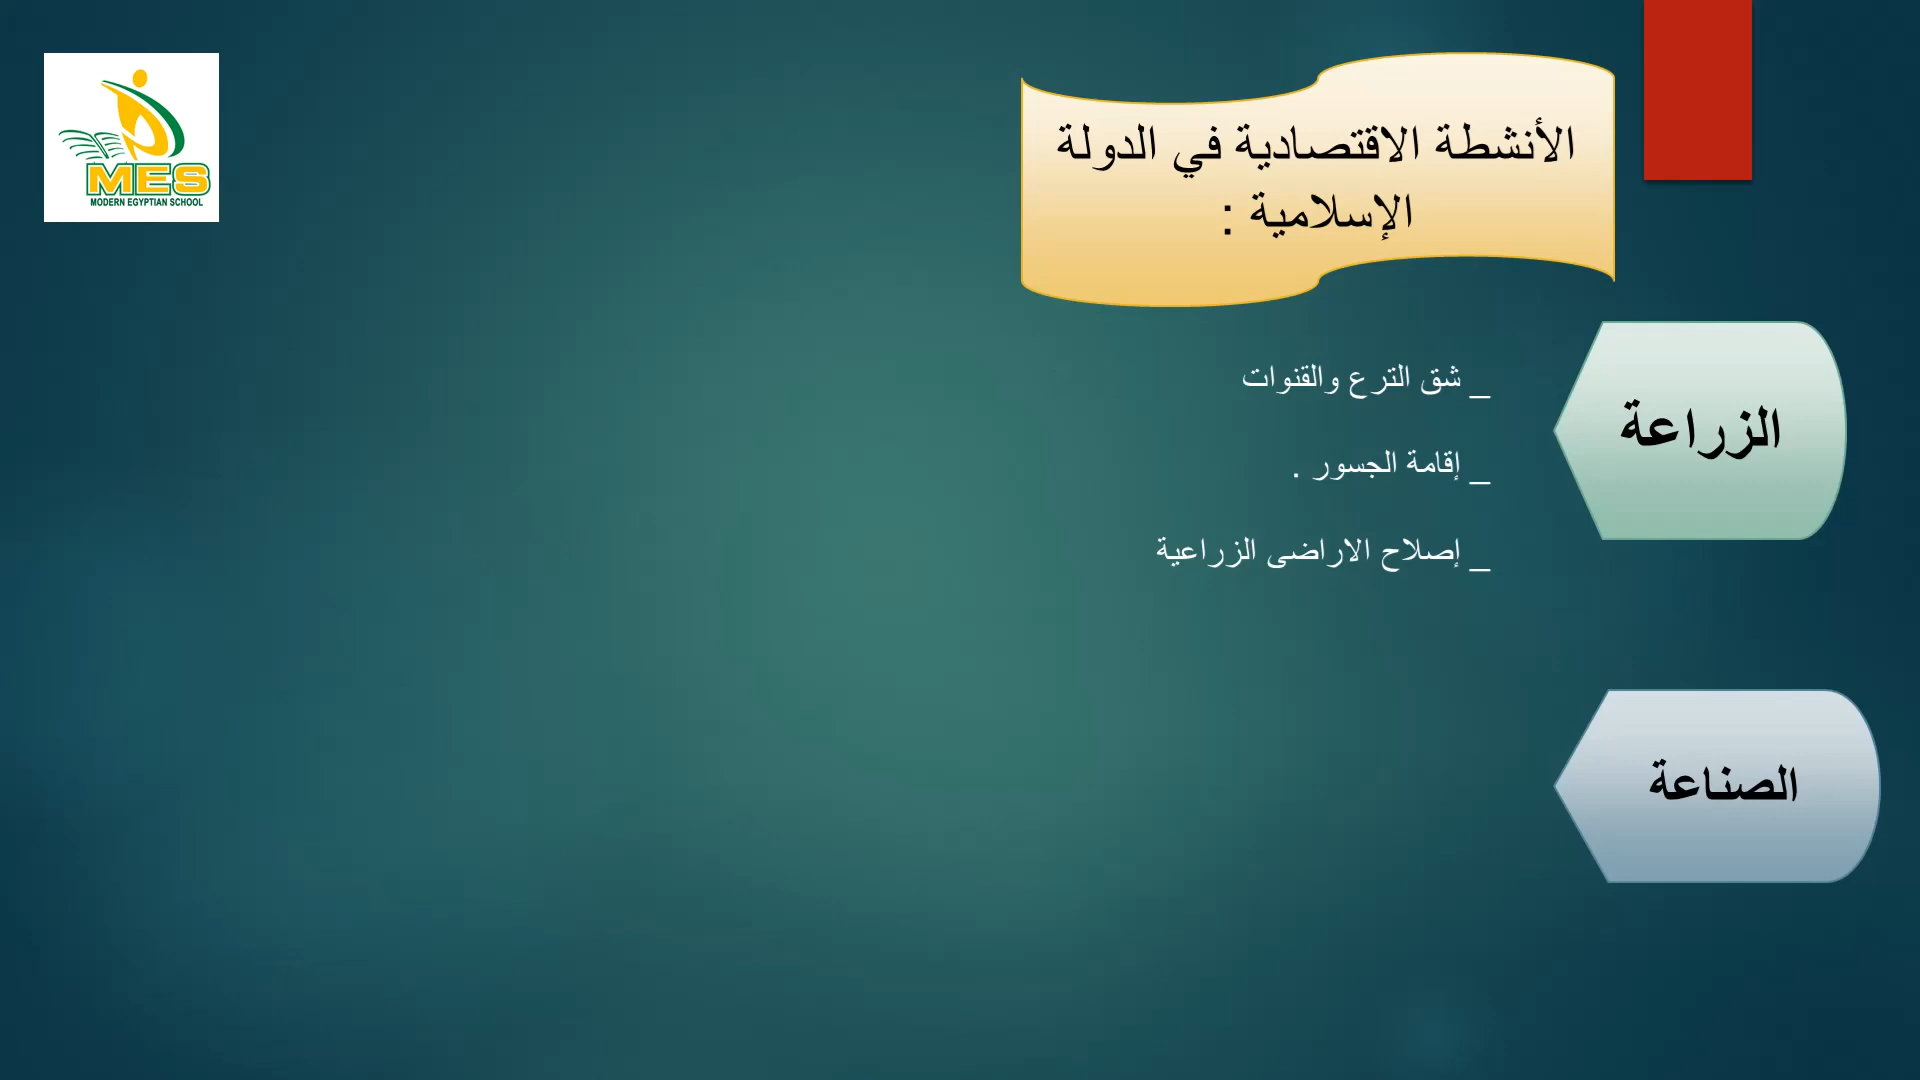 MES
MODERN EGYPTIAN SCHOOL
الأنشطة الاقتصادية في الدولة
الإسلامية :
الزراعة
_ شق الترع والقنوات
_ إقامة الجسور .
_ إصلاح الاراضى الزراعية
الصناعة